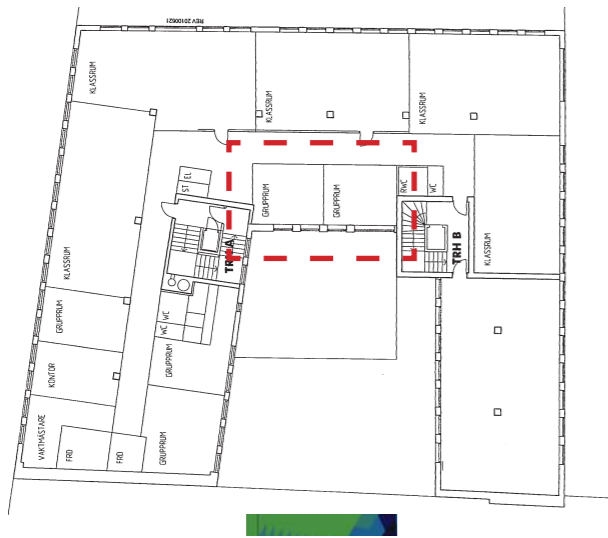 REV 20100621
KLASSRUM
KLASSRUM
KLASSRUM
ST EL
GRUPPRUM
GRUPPRUM
RWC
WC
TRH A
TRH B
KLASSRUM
KLASSRUM
GRUPPRUM
WC WC
GRUPPRUM
KONTOR
VAKTMÄSTARE
FRD
FRD
GRUPPRUM